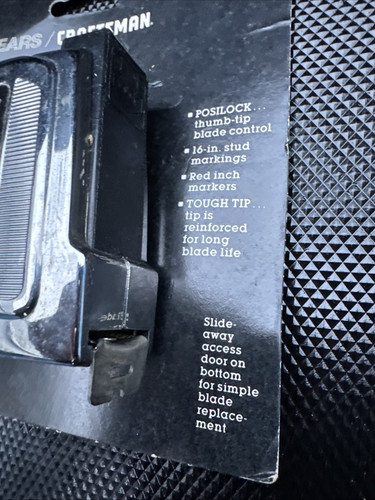 EARS / CRAFTSMAN
▪ POSILOCK...
thumb-tip
blade control
▪ 16-in. stud
markings
▪ Red inch
markers
▪ TOUGH TIP...
tip is
reinforced
for long
blade life
Slide-
away
access
door on
bottom
for simple
blade
replace-
ment